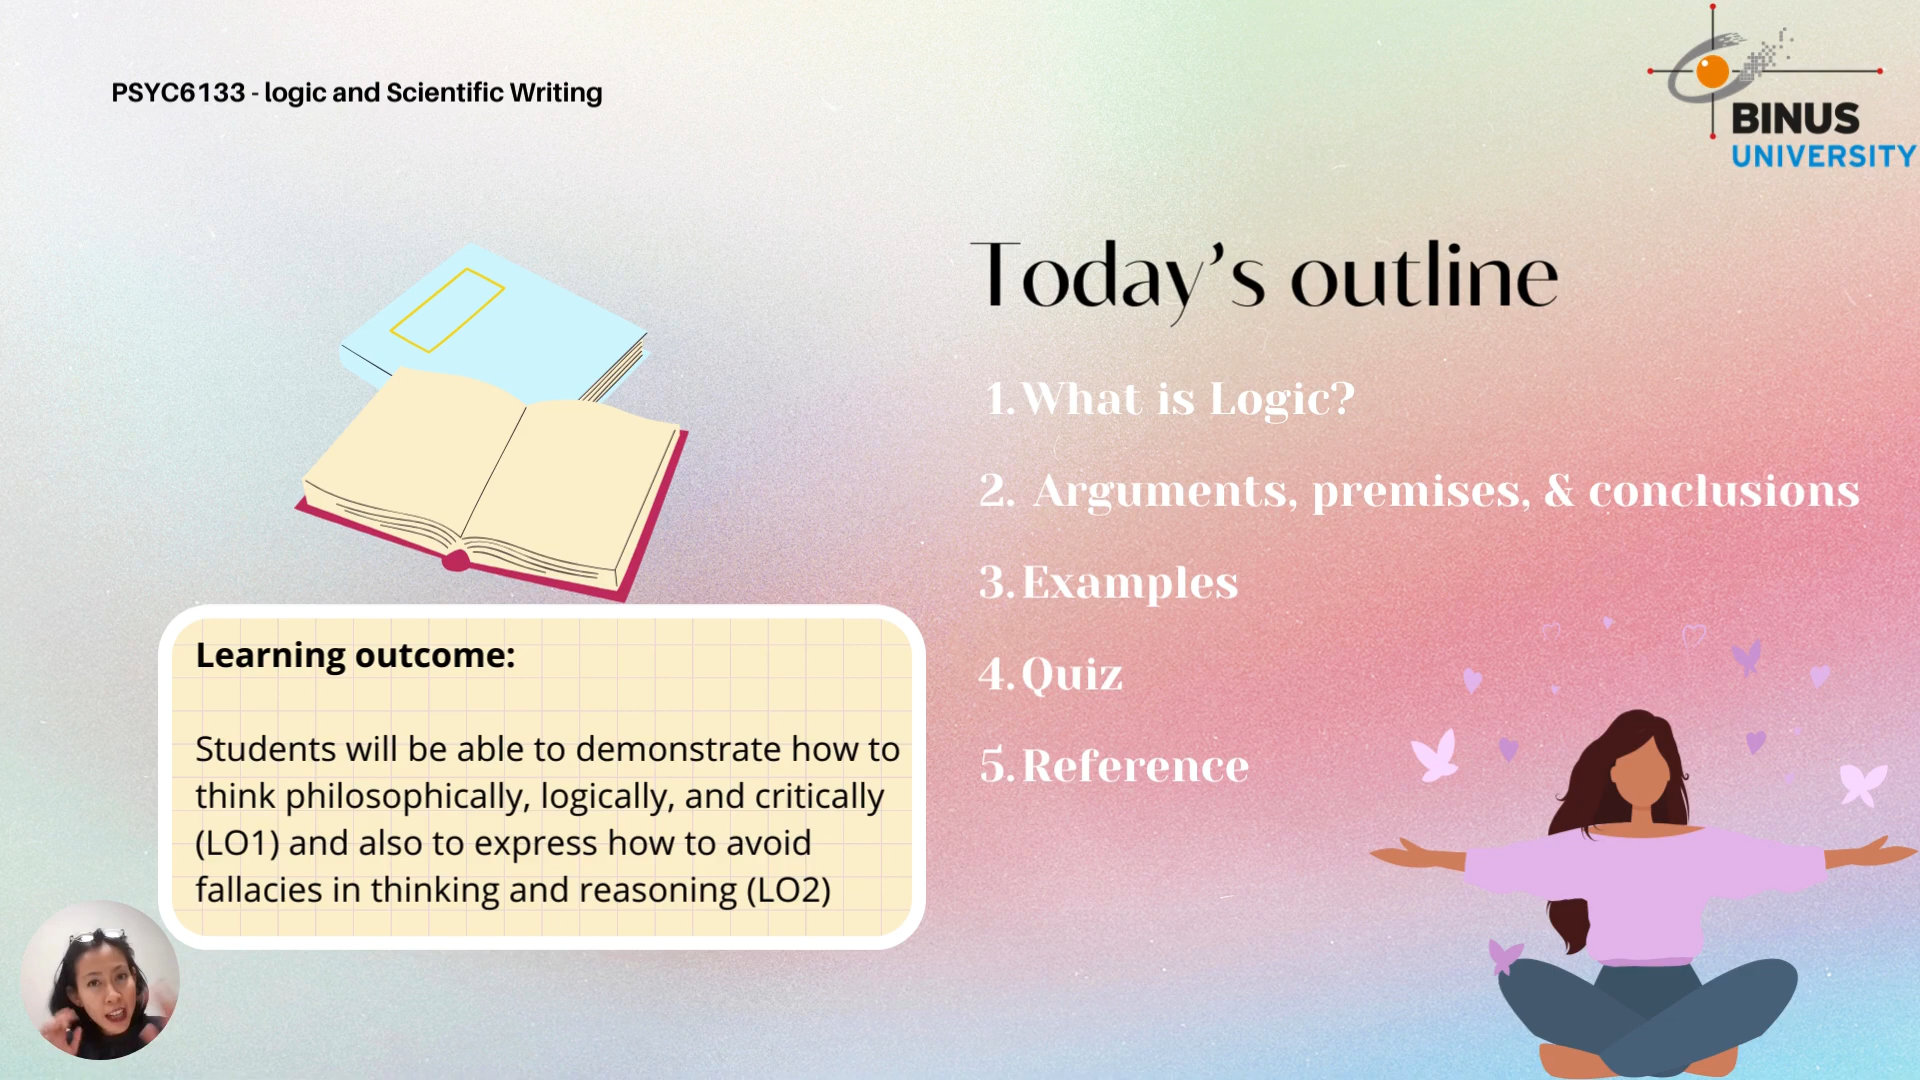 PSYC6133 - logic and Scientific Writing
BINUS
UNIVERSITY
Today's outline
1. What is Logic?
2. Arguments, premises, & conclusions
3. Examples
4. Quiz
5. Reference
Learning outcome:
Students will be able to demonstrate how to
think philosophically, logically, and critically
(LO1) and also to express how to avoid
fallacies in thinking and reasoning (LO2)